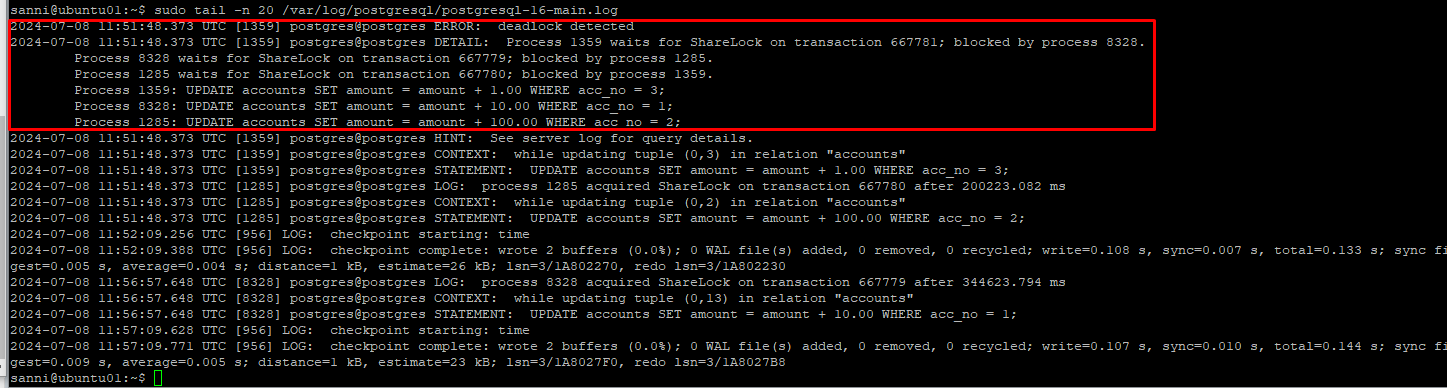 sanni@ubuntu01:~$ sudo tail -n 20 /var/log/postgresql/postgresql-16-main.log
2024-07-08 11:51:48.373 UTC [1359] postgres@postgres ERROR:  deadlock detected
2024-07-08 11:51:48.373 UTC [1359] postgres@postgres DETAIL:  Process 1359 waits for ShareLock on transaction 667781; blocked by process 8328.
Process 8328 waits for ShareLock on transaction 667779; blocked by process 1285.
Process 1285 waits for ShareLock on transaction 667780; blocked by process 1359.
Process 1359: UPDATE accounts SET amount = amount + 1.00 WHERE acc_no = 3;
Process 8328: UPDATE accounts SET amount = amount + 10.00 WHERE acc_no = 1;
Process 1285: UPDATE accounts SET amount = amount + 100.00 WHERE acc_no = 2;
2024-07-08 11:51:48.373 UTC [1359] postgres@postgres HINT:  See server log for query details.
2024-07-08 11:51:48.373 UTC [1359] postgres@postgres CONTEXT:  while updating tuple (0,3) in relation "accounts"
2024-07-08 11:51:48.373 UTC [1359] postgres@postgres STATEMENT:  UPDATE accounts SET amount = amount + 1.00 WHERE acc_no = 3;
2024-07-08 11:51:48.373 UTC [1285] postgres@postgres LOG:  process 1285 acquired ShareLock on transaction 667780 after 200223.082 ms
2024-07-08 11:51:48.373 UTC [1285] postgres@postgres CONTEXT:  while updating tuple (0,2) in relation "accounts"
2024-07-08 11:51:48.373 UTC [1285] postgres@postgres STATEMENT:  UPDATE accounts SET amount = amount + 100.00 WHERE acc_no = 2;
2024-07-08 11:52:09.256 UTC [956] LOG:  checkpoint starting: time
2024-07-08 11:52:09.388 UTC [956] LOG:  checkpoint complete: wrote 2 buffers (0.0%); 0 WAL file(s) added, 0 removed, 0 recycled; write=0.108 s, sync=0.007 s, total=0.133 s; sync fi
gest=0.005 s, average=0.004 s; distance=1 kB, estimate=26 kB; lsn=3/1A802270, redo lsn=3/1A802230
2024-07-08 11:56:57.648 UTC [8328] postgres@postgres LOG:  process 8328 acquired ShareLock on transaction 667779 after 344623.794 ms
2024-07-08 11:56:57.648 UTC [8328] postgres@postgres CONTEXT:  while updating tuple (0,13) in relation "accounts"
2024-07-08 11:56:57.648 UTC [8328] postgres@postgres STATEMENT:  UPDATE accounts SET amount = amount + 10.00 WHERE acc_no = 1;
2024-07-08 11:57:09.628 UTC [956] LOG:  checkpoint starting: time
2024-07-08 11:57:09.771 UTC [956] LOG:  checkpoint complete: wrote 2 buffers (0.0%); 0 WAL file(s) added, 0 removed, 0 recycled; write=0.107 s, sync=0.010 s, total=0.144 s; sync fi
gest=0.009 s, average=0.005 s; distance=1 kB, estimate=23 kB; lsn=3/1A8027F0, redo lsn=3/1A8027B8
sanni@ubuntu01:~$